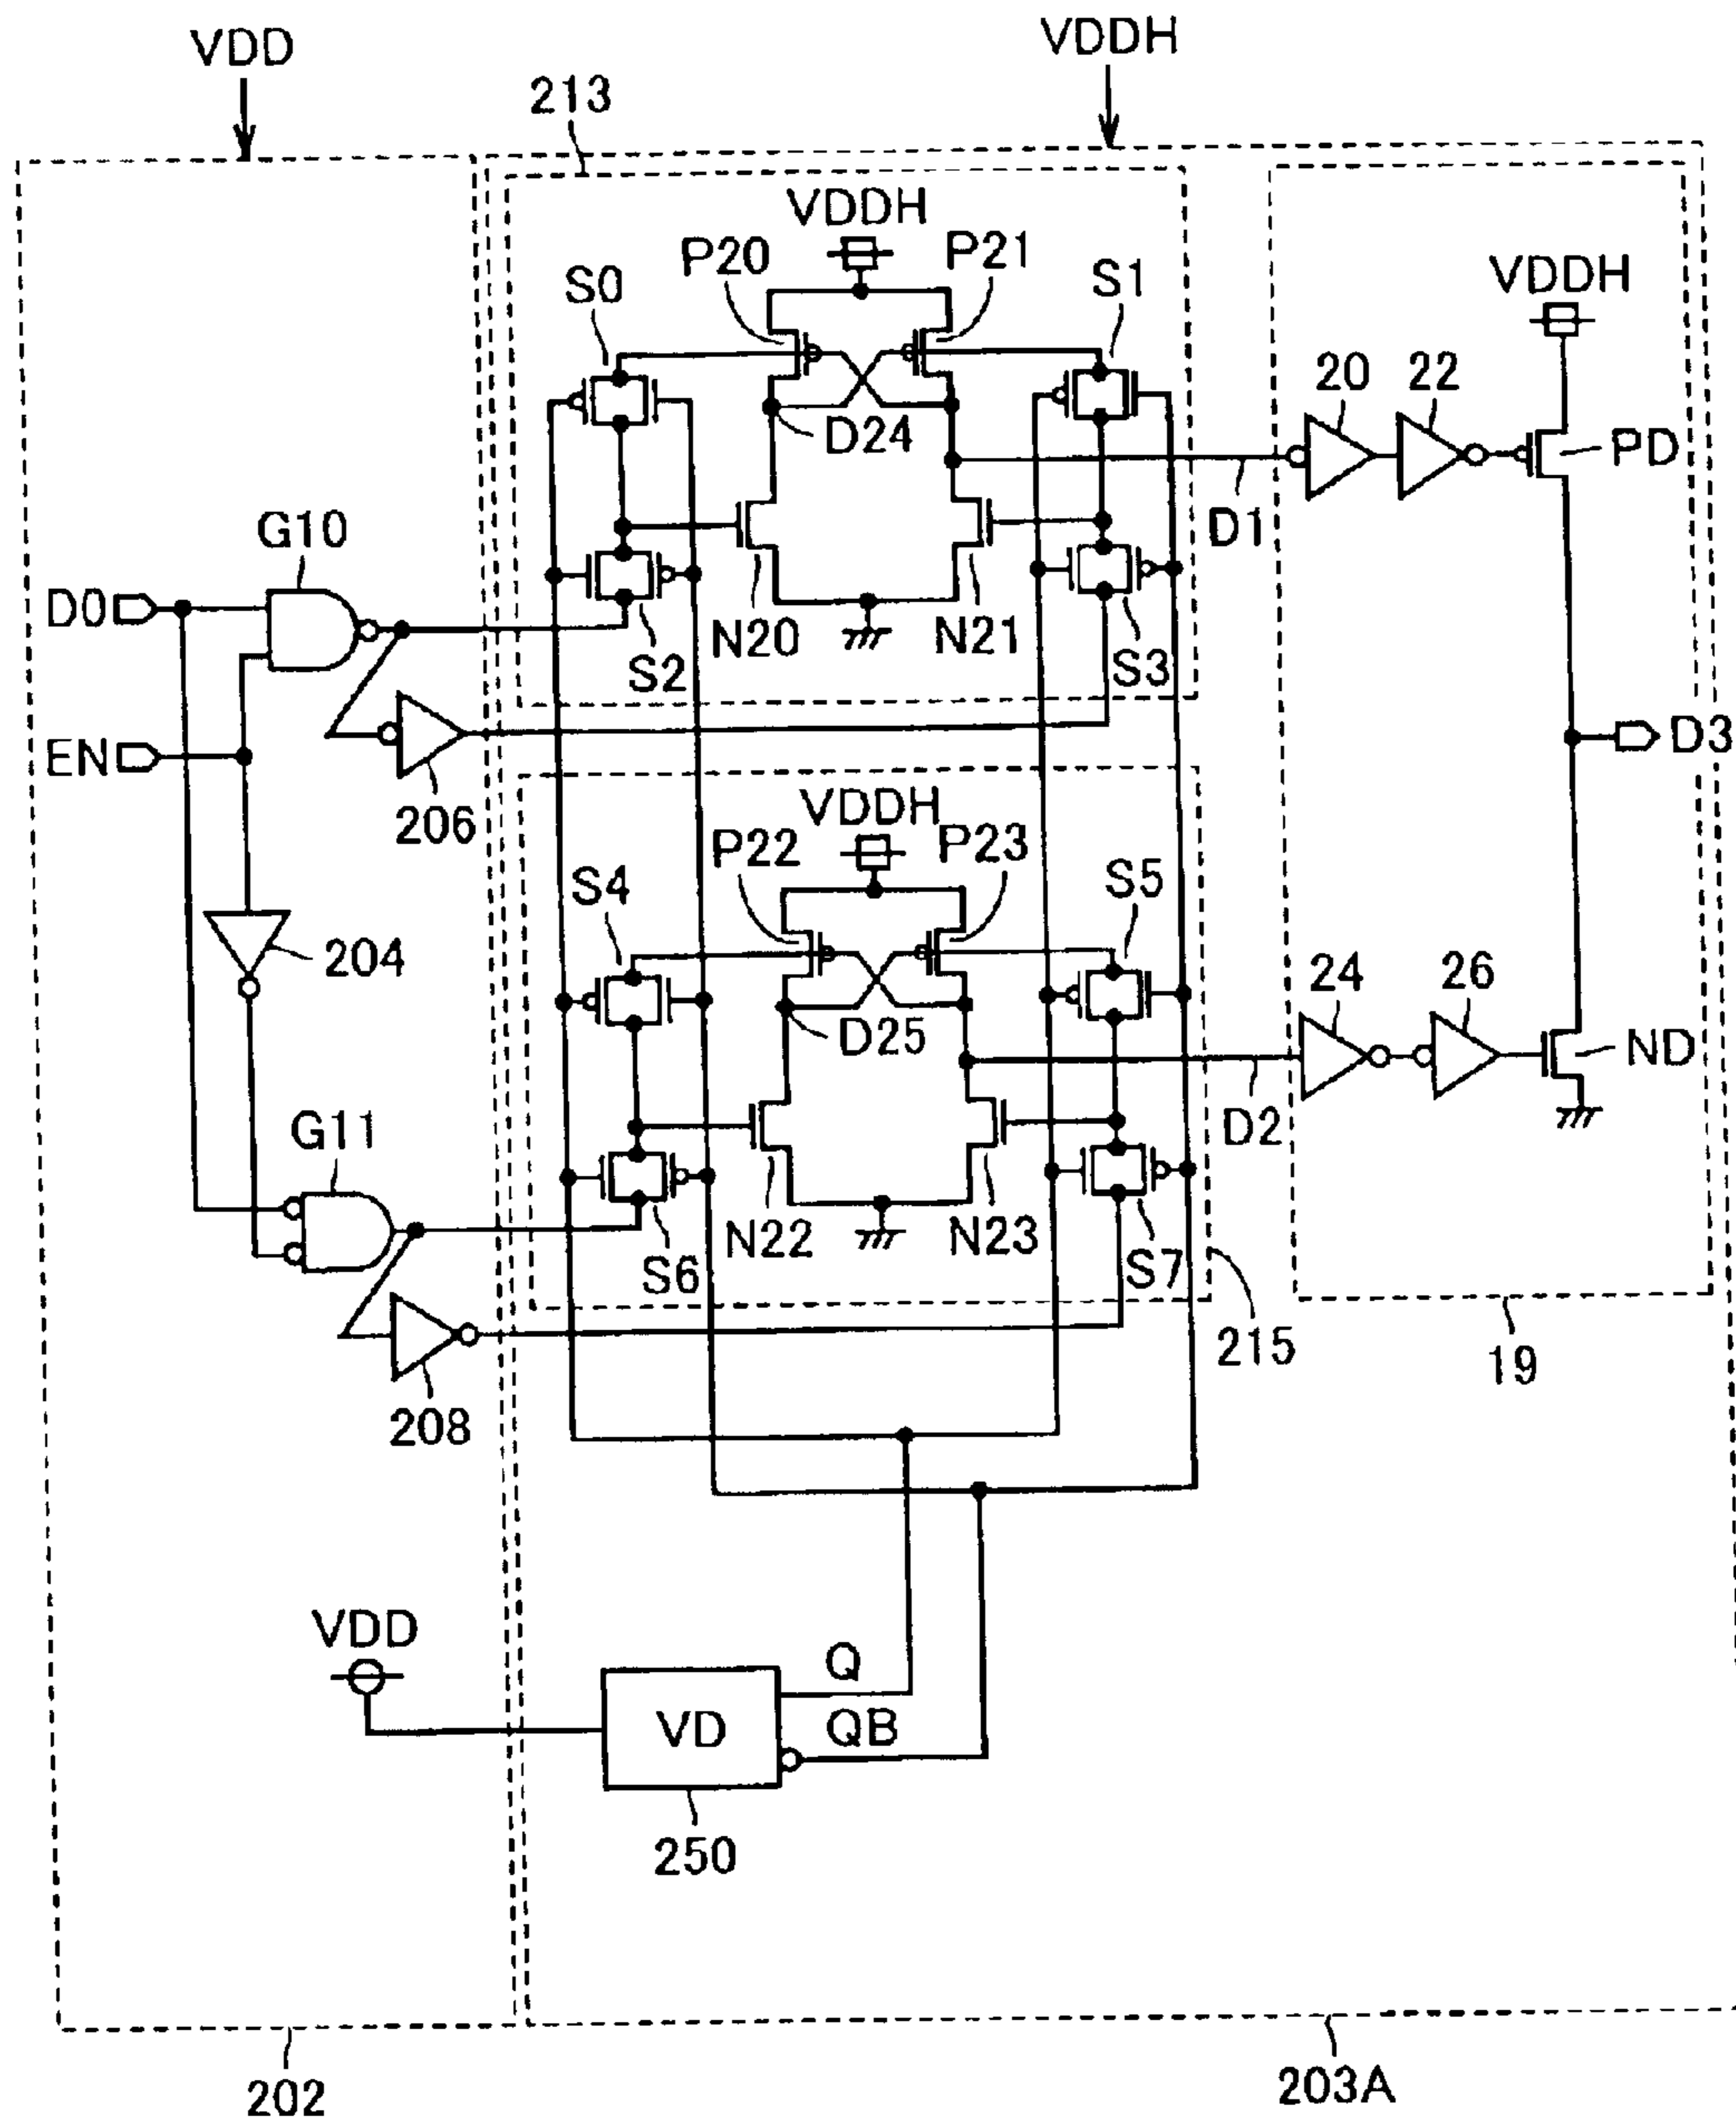 VDD
VDDH
213
VDDH
P20
P21
S0
S1
VDDH
20
22
PD
D24
D1
G10
D0
N20
N21
S2
S3
EN
D3
206
VDDH
P22
P23
S4
S5
204
24
26
D25
ND
D2
G11
N22
N23
S6
S7
215
19
208
VDD
Q
VD
QB
250
202
203A